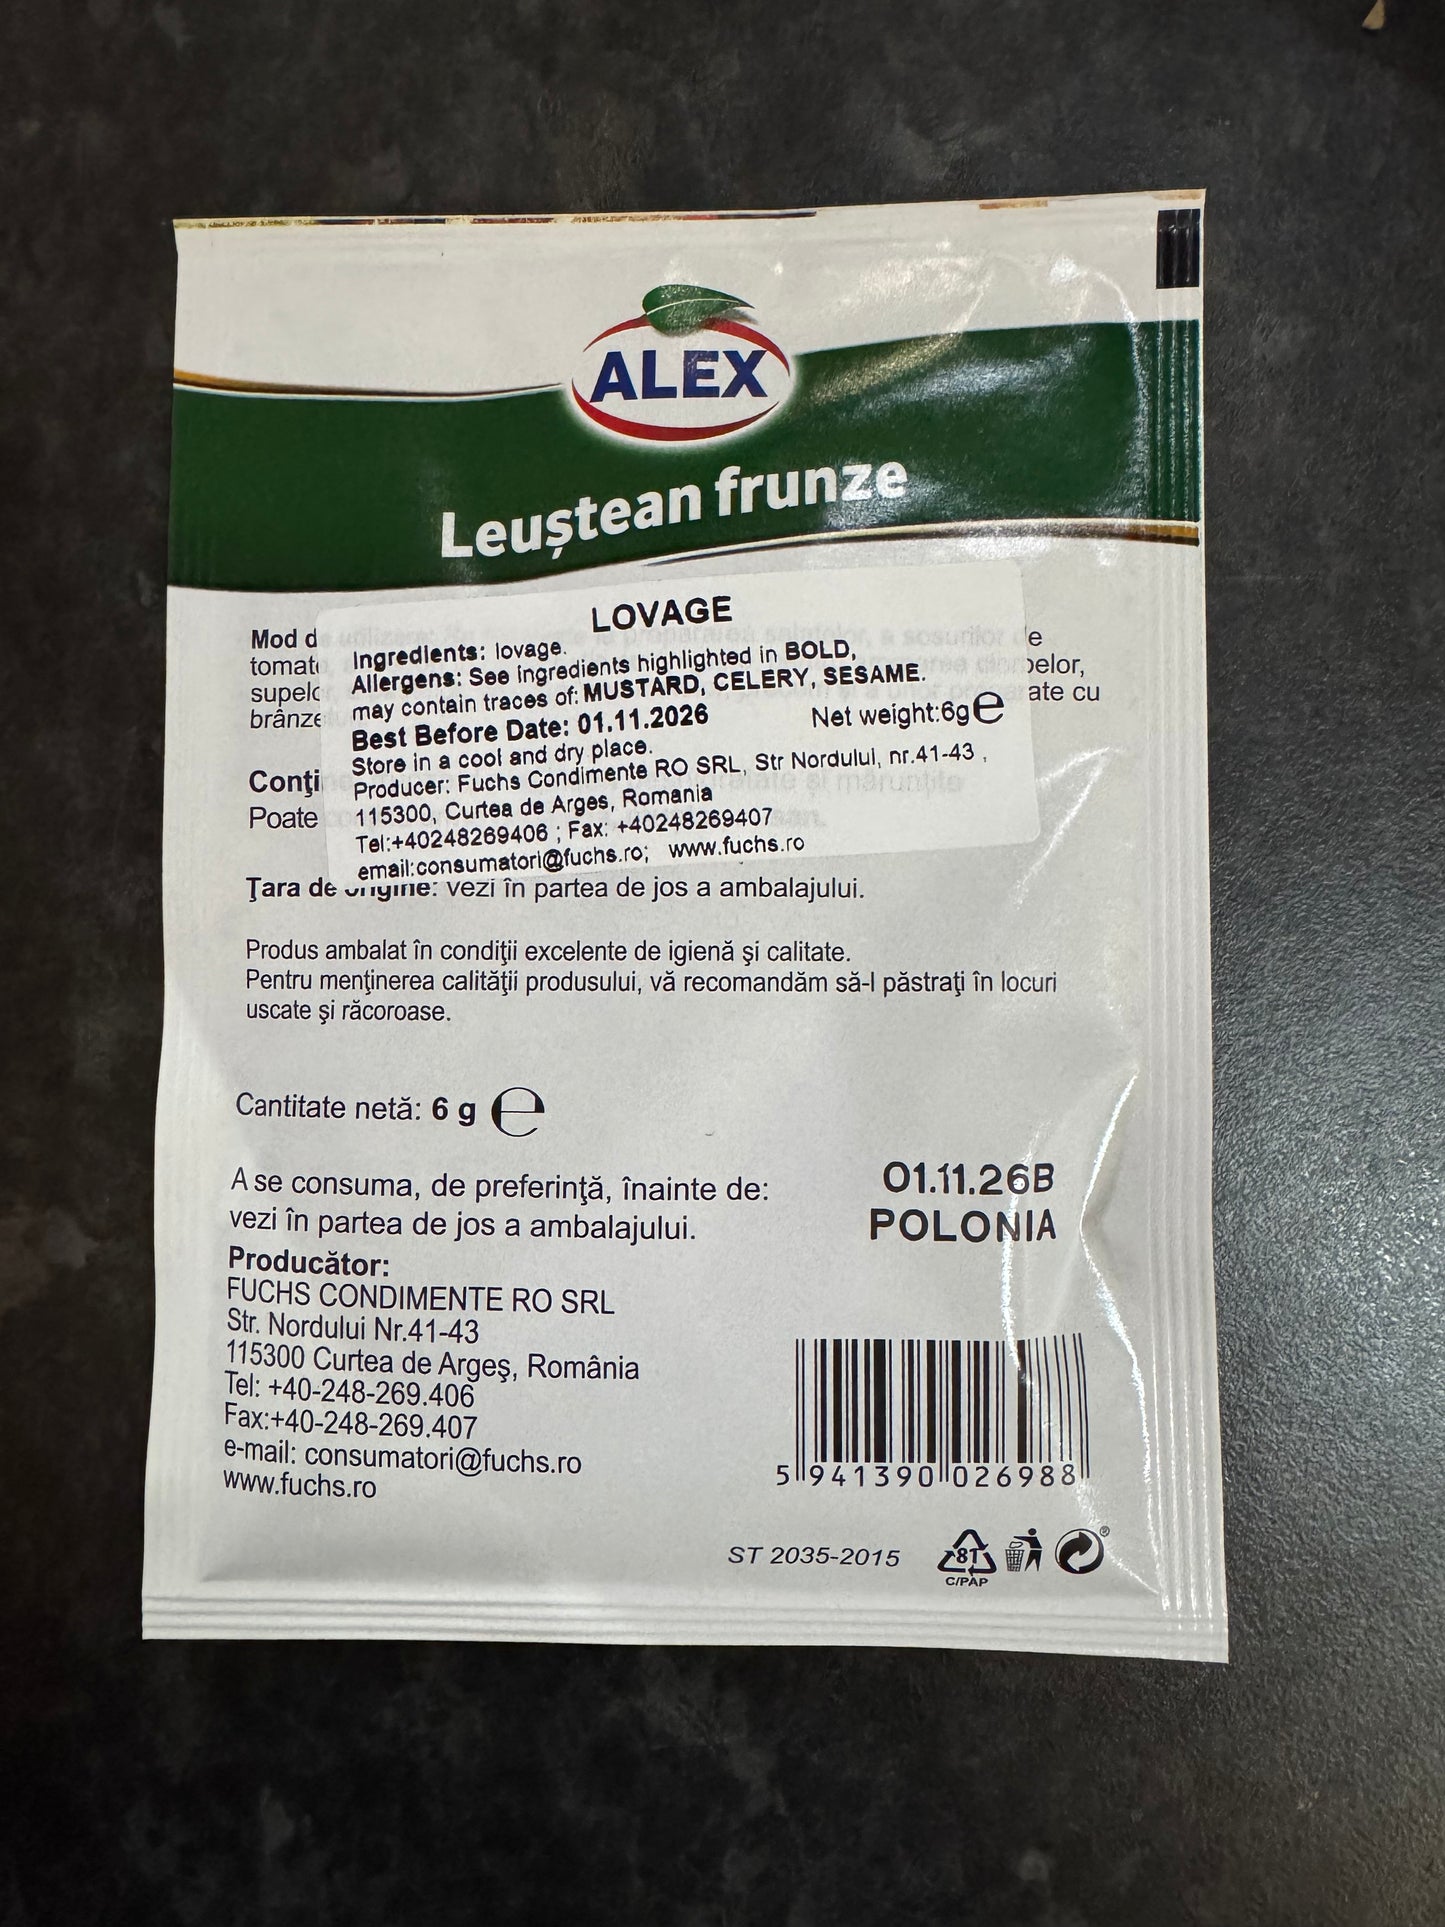 ALEX
Leuștean frunze
LOVAGE
Mod d
e
Ingredients: lovage.
tomat
Allergens: See ingredients highlighted in BOLD,
pelor,
supel
may contain traces of: MUSTARD, CELERY, SESAME.
ate cu
brânze
Best Before Date: 01.11.2026
Net weight:6g e
Store in a cool and dry place.
Conţi
Producer: Fuchs Condimente RO SRL, Str Nordului, nr.41-43 ,
Poate
115300, Curtea de Arges, Romania
Tel:+40248269406 ; Fax: +40248269407
email:consumatori@fuchs.ro; www.fuchs.ro
Ţara de origine: vezi în partea de jos a ambalajului.
Produs ambalat în condiţii excelente de igienă şi calitate.
Pentru menţinerea calităţii produsului, vă recomandăm să-l păstraţi în locuri
uscate şi răcoroase.
Cantitate netă: 6 g e
A se consuma, de preferinţă, înainte de:
vezi în partea de jos a ambalajului.
01.11.26B
POLONIA
Producător:
FUCHS CONDIMENTE RO SRL
Str. Nordului Nr.41-43
115300 Curtea de Argeş, România
Tel: +40-248-269.406
Fax:+40-248-269.407
e-mail: consumatori@fuchs.ro
www.fuchs.ro
5 941390 026988
ST 2035-2015
81
C/PAP